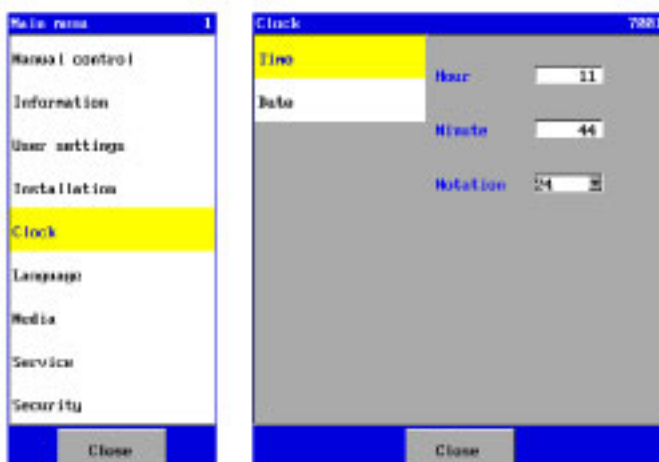 Main menu 1
Manual control
Information
User settings
Installation
Clock
Language
Media
Service
Security
Close
Clock
Time
Date
Hour 11
Minute 44
Notation 24
Close